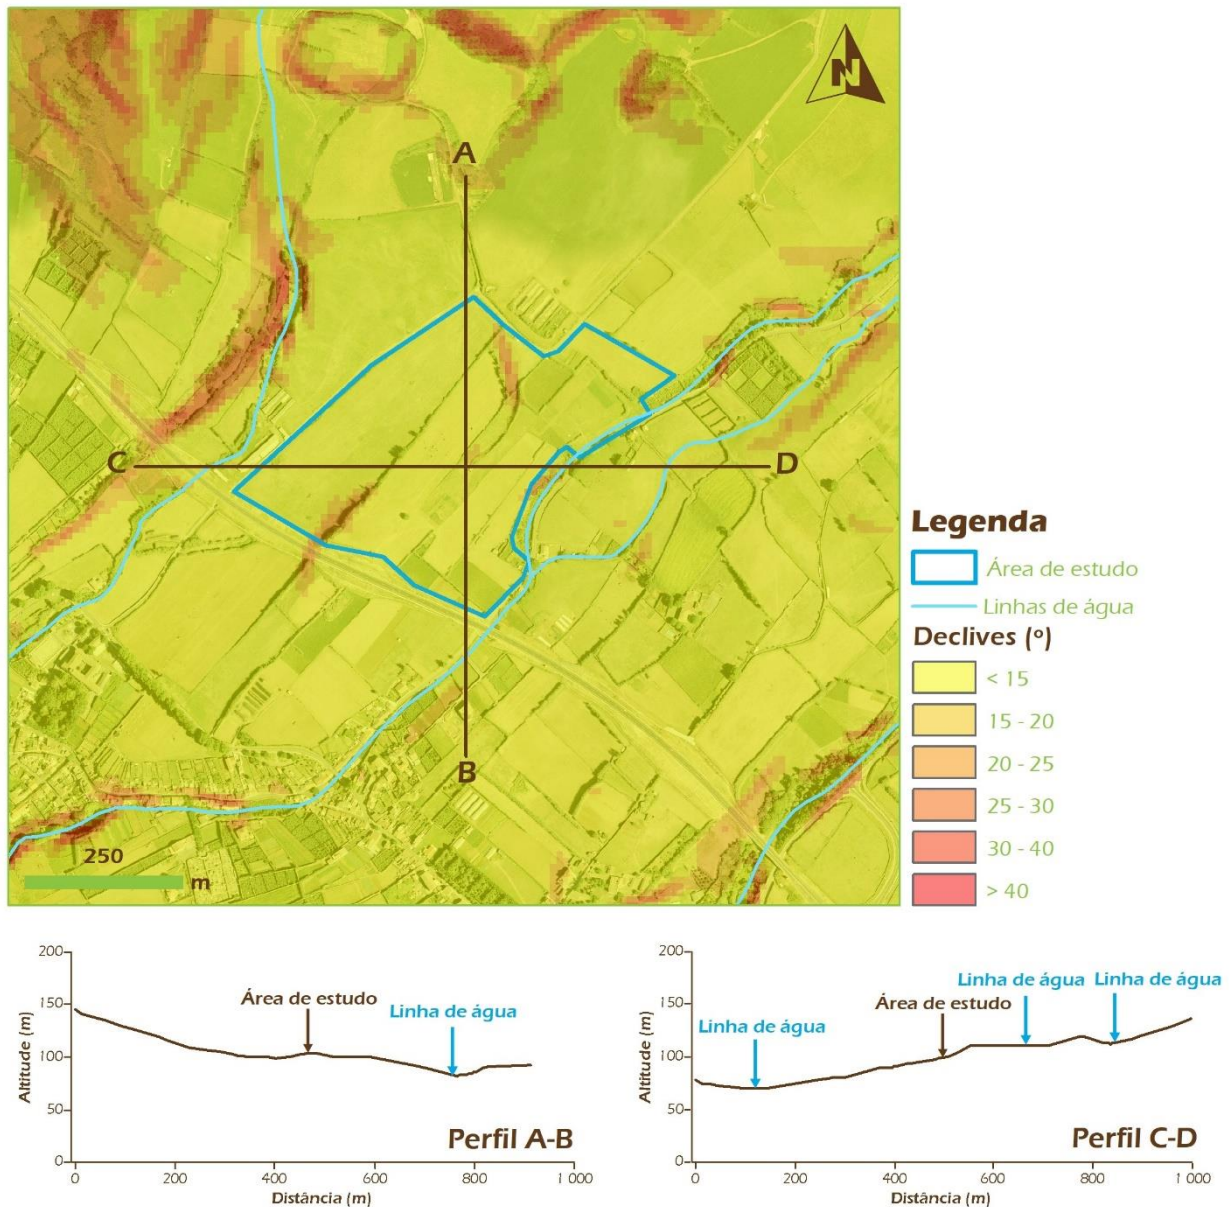 N
A
C
D
B
250
m
Legenda
Área de estudo
Linhas de água
Declives (º)
< 15
15 - 20
20 - 25
25 - 30
30 - 40
> 40
200
150
100
50
0
Altitude (m)
Área de estudo
Linha de água
Perfil A-B
0 200 400 600 800 1 000
Distância (m)
200
150
100
50
0
Altitude (m)
Linha de água
Área de estudo
Linha de água
Linha de água
Perfil C-D
0 200 400 600 800 1 000
Distância (m)